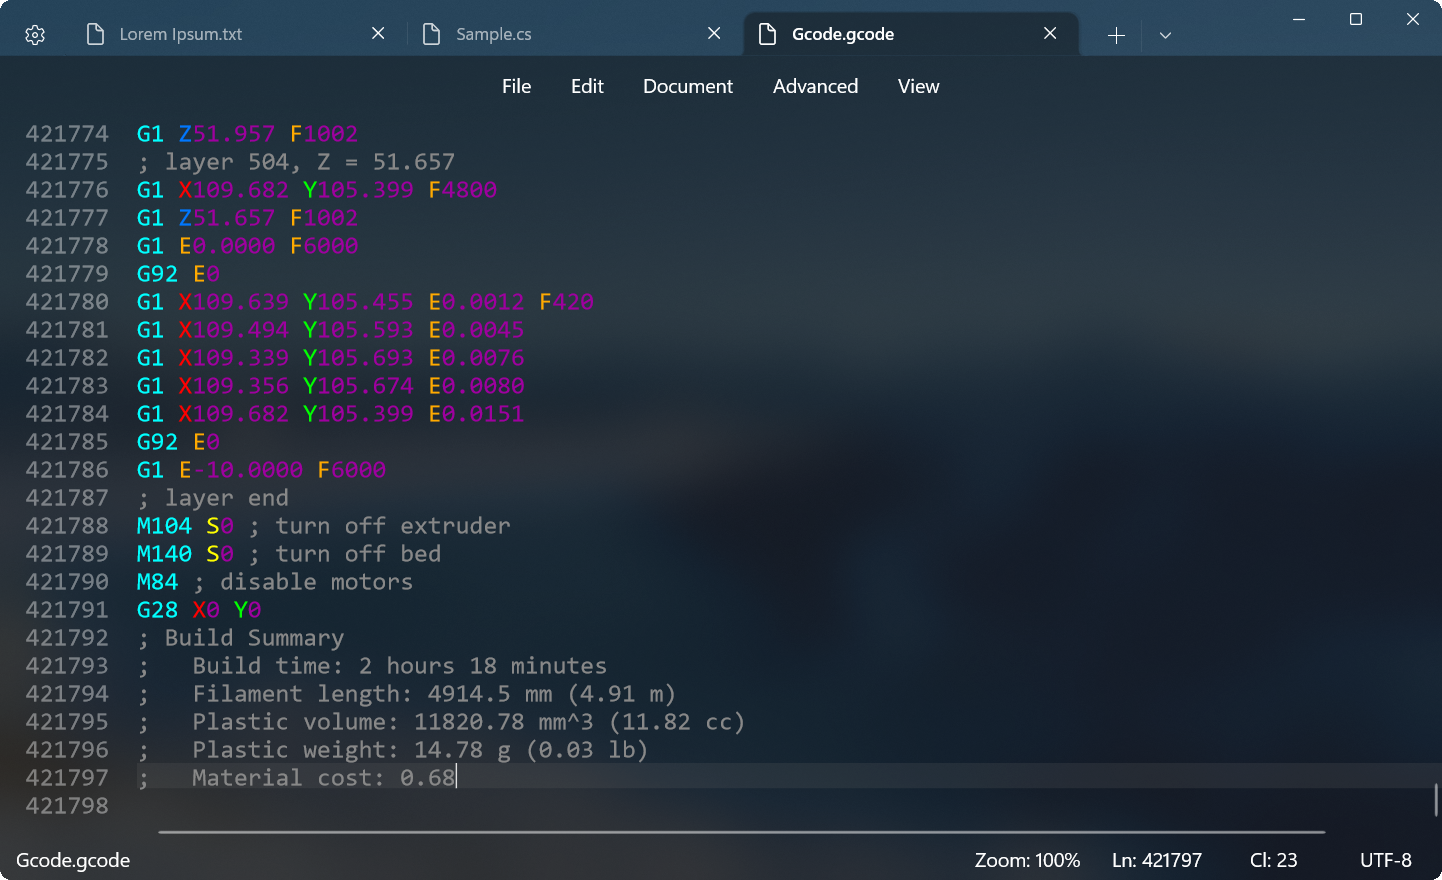 Lorem Ipsum.txt Sample.cs Gcode.gcode
File Edit Document Advanced View
421774 G1 Z51.957 F1002
421775 ; layer 504, Z = 51.657
421776 G1 X109.682 Y105.399 F4800
421777 G1 Z51.657 F1002
421778 G1 E0.0000 F6000
421779 G92 E0
421780 G1 X109.639 Y105.455 E0.0012 F420
421781 G1 X109.494 Y105.593 E0.0045
421782 G1 X109.339 Y105.693 E0.0076
421783 G1 X109.356 Y105.674 E0.0080
421784 G1 X109.682 Y105.399 E0.0151
421785 G92 E0
421786 G1 E-10.0000 F6000
421787 ; layer end
421788 M104 S0 ; turn off extruder
421789 M140 S0 ; turn off bed
421790 M84 ; disable motors
421791 G28 X0 Y0
421792 ; Build Summary
421793 ;   Build time: 2 hours 18 minutes
421794 ;   Filament length: 4914.5 mm (4.91 m)
421795 ;   Plastic volume: 11820.78 mm^3 (11.82 cc)
421796 ;   Plastic weight: 14.78 g (0.03 lb)
421797 ;   Material cost: 0.68
421798
Gcode.gcode Zoom: 100% Ln: 421797 Cl: 23 UTF-8